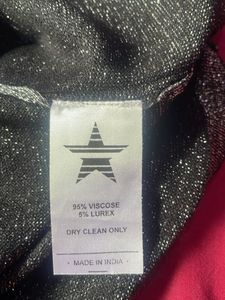 95% VISCOSE
5% LUREX
DRY CLEAN ONLY
· MADE IN INDIA ·